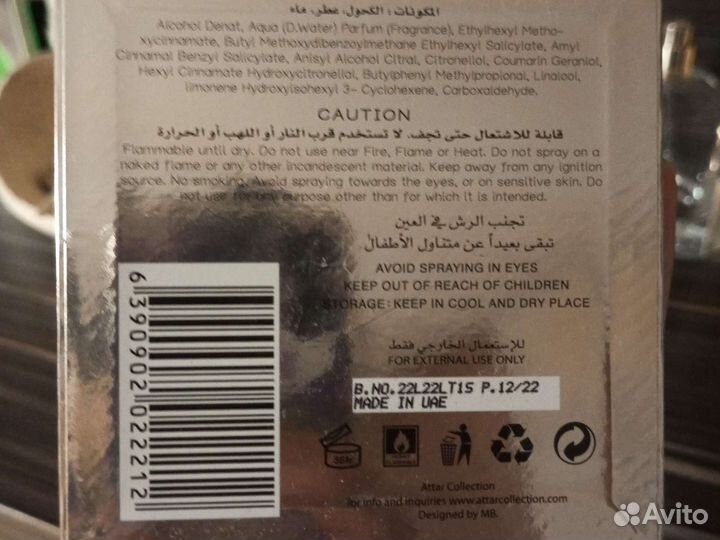 المكونات: الكحول, عطر, ماء
Alcohol Denat, Aqua (D.Water) Parfum (Fragrance), Ethylhexyl Metho-
xycinnamate, Butyl Methoxydibenzoylmethane Ethylhexyl Salicylate, Amyl
Cinnamal Benzyl Salicylate, Anisyl Alcohol Citral, Citronellol, Coumarin Geraniol,
Hexyl Cinnamate Hydroxycitronellal, Butylphenyl Methylpropional, Linalool,
limonene Hydroxyisohexyl 3- Cyclohexene, Carboxaldehyde.
CAUTION
قابلة للاشتعال حتى تجف. لا تستخدم قرب النار أو اللهب أو الحرارة
Flammable until dry. Do not use near Fire, Flame or Heat. Do not spray on a
naked flame or any other incandescent material. Keep away from any ignition
source. No smoking. Avoid spraying towards the eyes, or on sensitive skin. Do
not use for any purpose other than for which it is intended.
تجنب الرش في العين
تبقى بعيداً عن متناول الأطفال
AVOID SPRAYING IN EYES
KEEP OUT OF REACH OF CHILDREN
STORAGE: KEEP IN COOL AND DRY PLACE
للإستعمال الخارجي فقط
FOR EXTERNAL USE ONLY
B.NO.22L22LT15 P.12/22
MADE IN UAE
6 390902 022212
36M
Attar Collection
for info and inquiries www.attarcollection.com
Designed by MB.
Avito